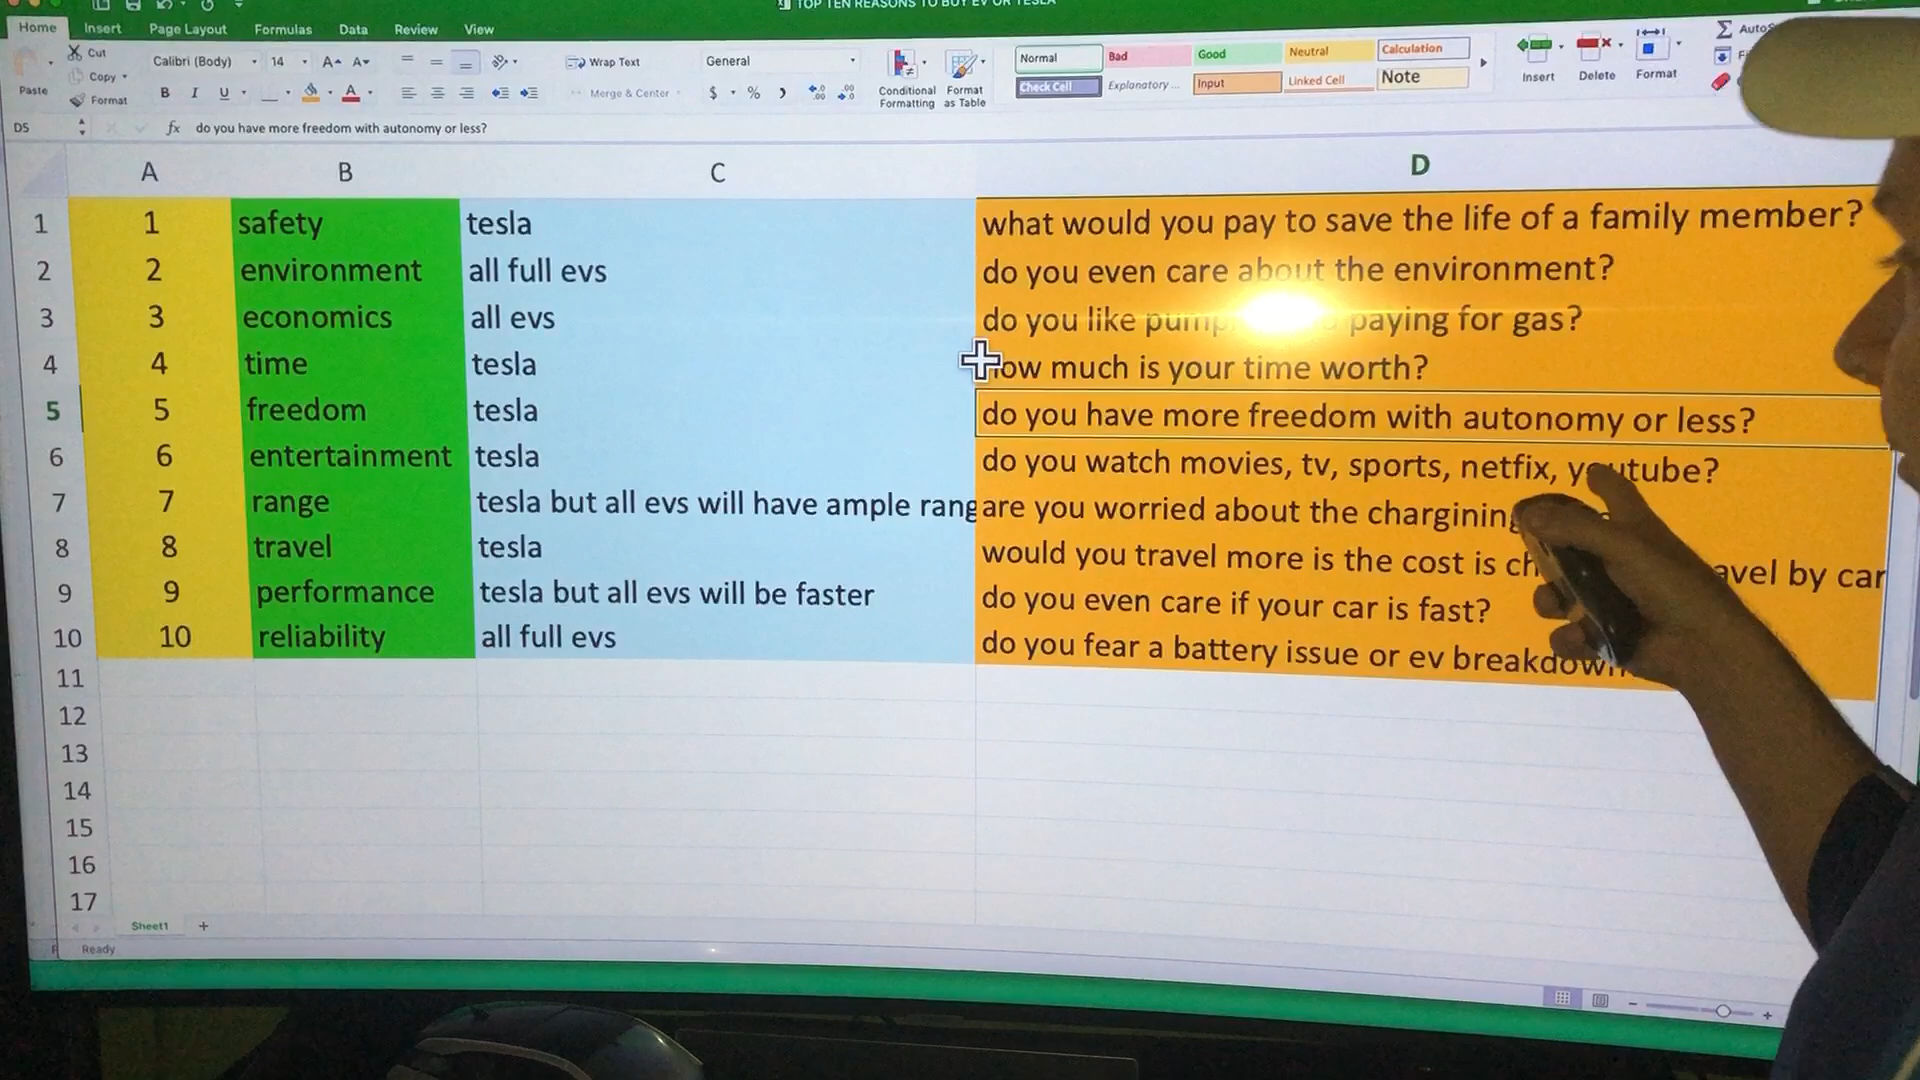 TOP TEN REASONS TO BUY EV OR TESLA
Home Insert Page Layout Formulas Data Review View
Cut
Copy
Format
Paste
Calibri (Body) 14 A A
B I U A
Wrap Text
Merge & Center
General
$ % )
Conditional Formatting
Format as Table
Normal Bad Good Neutral Calculation
Check Cell Explanatory ... Input Linked Cell Note
Insert Delete Format
D5 fx do you have more freedom with autonomy or less?
A B C D
1 1 safety tesla what would you pay to save the life of a family member?
2 2 environment all full evs do you even care about the environment?
3 3 economics all evs do you like paying for gas?
4 4 time tesla how much is your time worth?
5 5 freedom tesla do you have more freedom with autonomy or less?
6 6 entertainment tesla do you watch movies, tv, sports, netfix, youtube?
7 7 range tesla but all evs will have ample rang are you worried about the chargining
8 8 travel tesla would you travel more is the cost is by car
9 9 performance tesla but all evs will be faster do you even care if your car is fast?
10 10 reliability all full evs do you fear a battery issue or ev breakdown
11
12
13
14
15
16
17
Sheet1 +
Ready